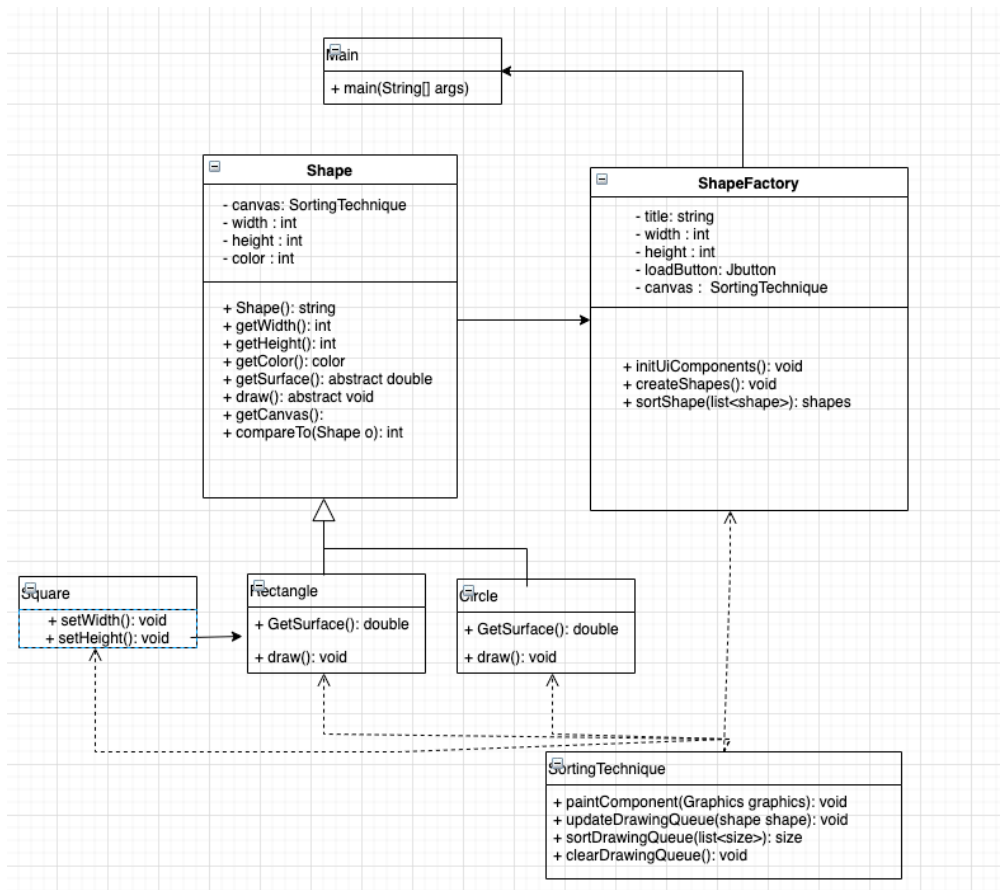 Main
+ main(String[] args)
Shape
- canvas: SortingTechnique
- width : int
- height : int
- color : int
+ Shape(): string
+ getWidth(): int
+ getHeight(): int
+ getColor(): color
+ getSurface(): abstract double
+ draw(): abstract void
+ getCanvas():
+ compareTo(Shape o): int
ShapeFactory
- title: string
- width : int
- height : int
- loadButton: Jbutton
- canvas :  SortingTechnique
+ initUiComponents(): void
+ createShapes(): void
+ sortShape(list<shape>): shapes
Square
+ setWidth(): void
+ setHeight(): void
Rectangle
+ GetSurface(): double
+ draw(): void
Circle
+ GetSurface(): double
+ draw(): void
SortingTechnique
+ paintComponent(Graphics graphics): void
+ updateDrawingQueue(shape shape): void
+ sortDrawingQueue(list<size>): size
+ clearDrawingQueue(): void